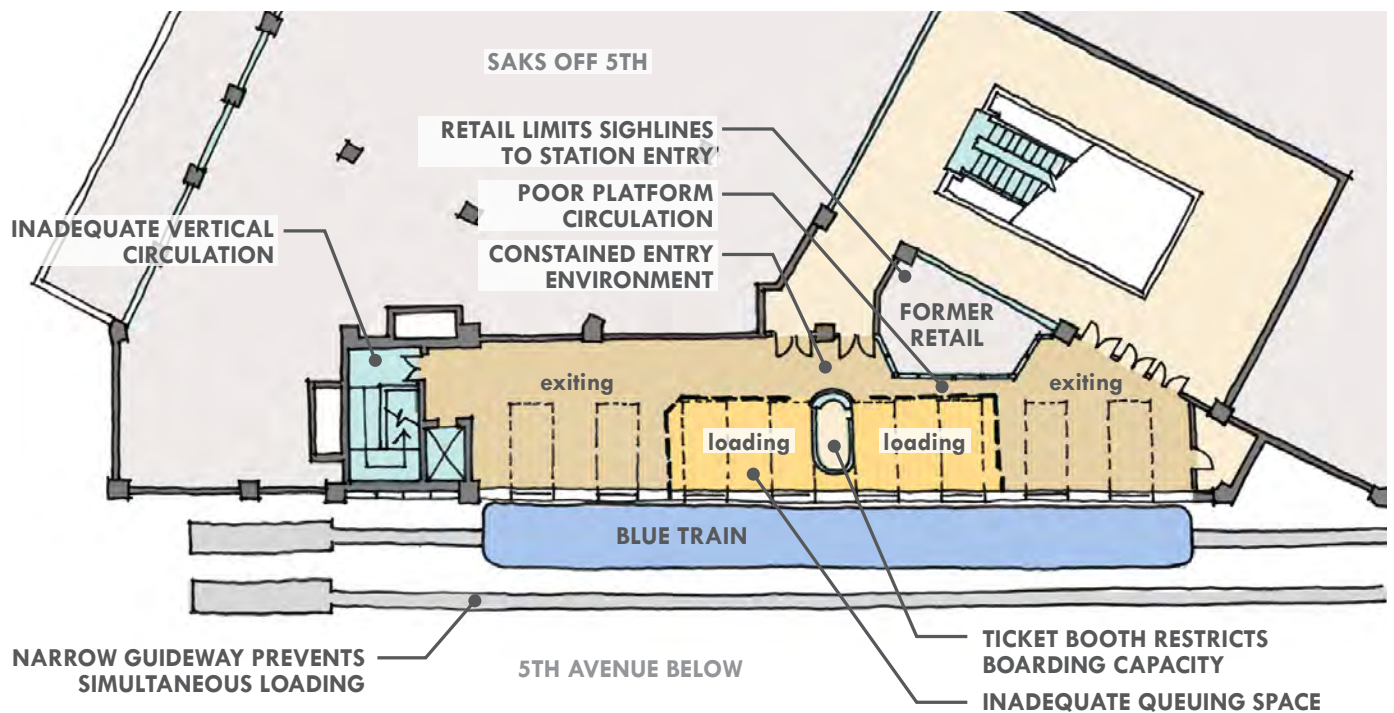 SAKS OFF 5TH
RETAIL LIMITS SIGHLINES
TO STATION ENTRY
POOR PLATFORM
CIRCULATION
INADEQUATE VERTICAL
CIRCULATION
CONSTAINED ENTRY
ENVIRONMENT
FORMER
RETAIL
exiting
exiting
loading
loading
BLUE TRAIN
NARROW GUIDEWAY PREVENTS
SIMULTANEOUS LOADING
5TH AVENUE BELOW
TICKET BOOTH RESTRICTS
BOARDING CAPACITY
INADEQUATE QUEUING SPACE